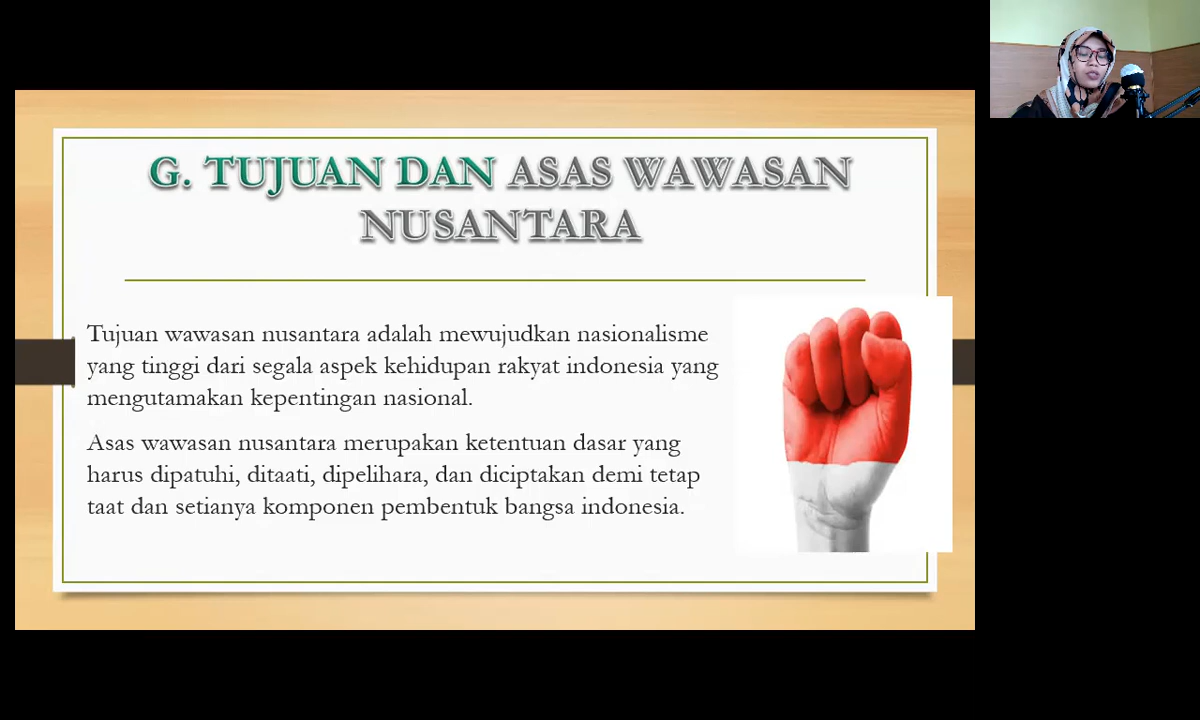 G. TUJUAN DAN ASAS WAWASAN
NUSANTARA
Tujuan wawasan nusantara adalah mewujudkan nasionalisme
yang tinggi dari segala aspek kehidupan rakyat indonesia yang
mengutamakan kepentingan nasional.
Asas wawasan nusantara merupakan ketentuan dasar yang
harus dipatuhi, ditaati, dipelihara, dan diciptakan demi tetap
taat dan setianya komponen pembentuk bangsa indonesia.